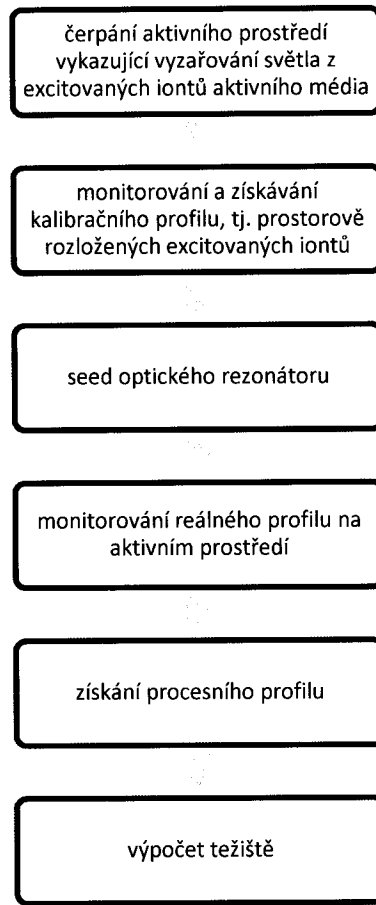 čerpání aktivního prostředí
vykazující vyzařování světla z
excitovaných iontů aktivního média
monitorování a získávání
kalibračního profilu, tj. prostorově
rozložených excitovaných iontů
seed optického rezonátoru
monitorování reálného profilu na
aktivním prostředí
získání procesního profilu
výpočet težiště